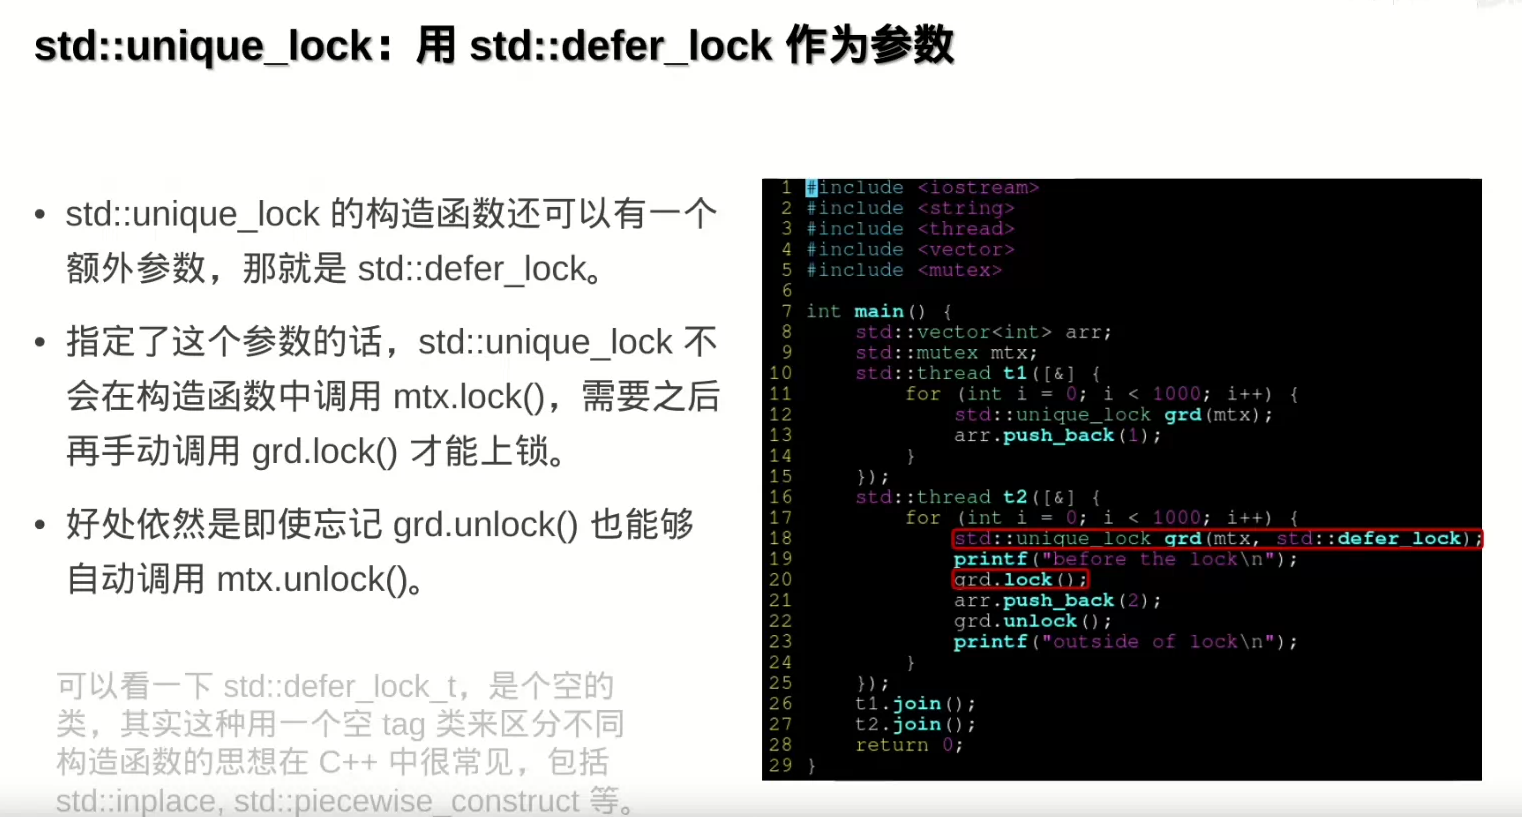 std::unique_lock：用 std::defer_lock 作为参数
• std::unique_lock 的构造函数还可以有一个
额外参数，那就是 std::defer_lock。
• 指定了这个参数的话，std::unique_lock 不
会在构造函数中调用 mtx.lock()，需要之后
再手动调用 grd.lock() 才能上锁。
• 好处依然是即使忘记 grd.unlock() 也能够
自动调用 mtx.unlock()。
可以看一下 std::defer_lock_t，是个空的
类，其实这种用一个空 tag 类来区分不同
构造函数的思想在 C++ 中很常见，包括
std::inplace, std::piecewise_construct 等。
1 #include <iostream>
2 #include <string>
3 #include <thread>
4 #include <vector>
5 #include <mutex>
6
7 int main() {
8     std::vector<int> arr;
9     std::mutex mtx;
10     std::thread t1([&] {
11         for (int i = 0; i < 1000; i++) {
12             std::unique_lock grd(mtx);
13             arr.push_back(1);
14         }
15     });
16     std::thread t2([&] {
17         for (int i = 0; i < 1000; i++) {
18             std::unique_lock grd(mtx, std::defer_lock);
19             printf("before the lock\n");
20             grd.lock();
21             arr.push_back(2);
22             grd.unlock();
23             printf("outside of lock\n");
24         }
25     });
26     t1.join();
27     t2.join();
28     return 0;
29 }